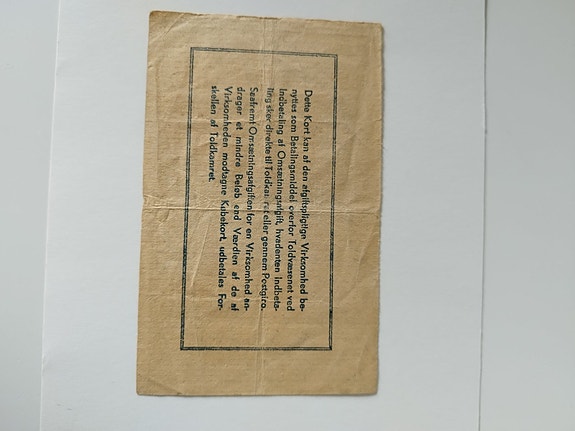 Dette Kort kan af den afgiftspligtige Virksomhed be-
nyttes som Betalingsmiddel overfor Toldvæsenet ved
Indbetaling af Omsætningsafgift, hvadenten Indbeta-
ling sker direkte til Toldkammeret eller gennem Postgiro.
Saafremt Omsætningsafgiften for en Virksomhed an-
drager et mindre Beløb end Værdien af de af
Virksomheden modtagne Købekort, udbetales For-
skellen af Toldkamret.